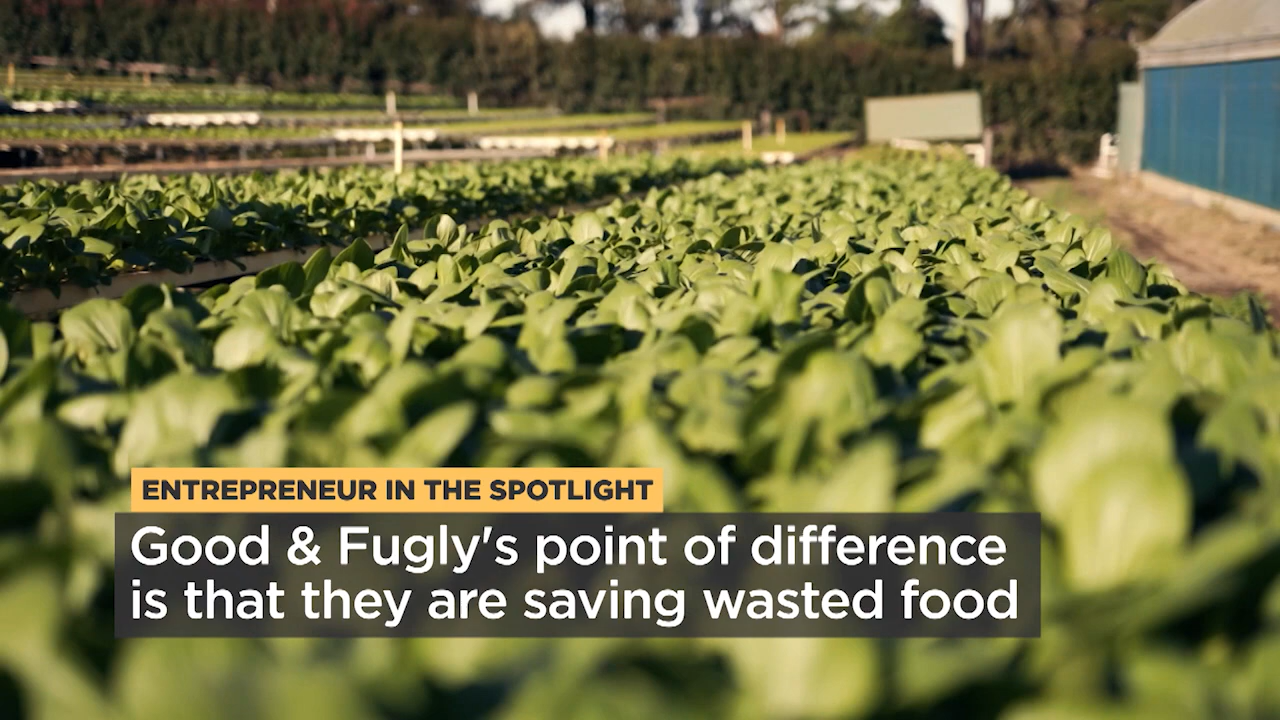 ENTREPRENEUR IN THE SPOTLIGHT
Good & Fugly's point of difference
is that they are saving wasted food